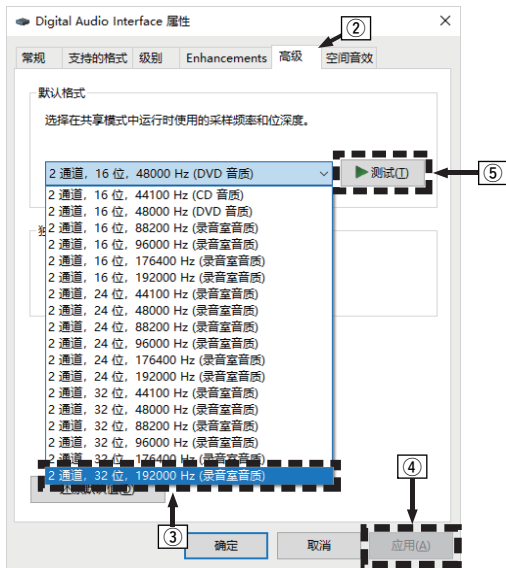 Digital Audio Interface 属性
②
常规 支持的格式 级别 Enhancements 高级 空间音效
默认格式
选择在共享模式中运行时使用的采样频率和位深度。
2 通道，16 位，48000 Hz (DVD 音质)
测试(T)
⑤
2 通道，16 位，44100 Hz (CD 音质)
2 通道，16 位，48000 Hz (DVD 音质)
独
2 通道，16 位，88200 Hz (录音室音质)
2 通道，16 位，96000 Hz (录音室音质)
2 通道，16 位，176400 Hz (录音室音质)
2 通道，16 位，192000 Hz (录音室音质)
2 通道，24 位，44100 Hz (录音室音质)
2 通道，24 位，48000 Hz (录音室音质)
2 通道，24 位，88200 Hz (录音室音质)
2 通道，24 位，96000 Hz (录音室音质)
2 通道，24 位，176400 Hz (录音室音质)
2 通道，24 位，192000 Hz (录音室音质)
2 通道，32 位，44100 Hz (录音室音质)
2 通道，32 位，48000 Hz (录音室音质)
2 通道，32 位，88200 Hz (录音室音质)
2 通道，32 位，96000 Hz (录音室音质)
2 通道，32 位，176400 Hz (录音室音质)
2 通道，32 位，192000 Hz (录音室音质)
还原默认值(D)
④
③
确定 取消 应用(A)